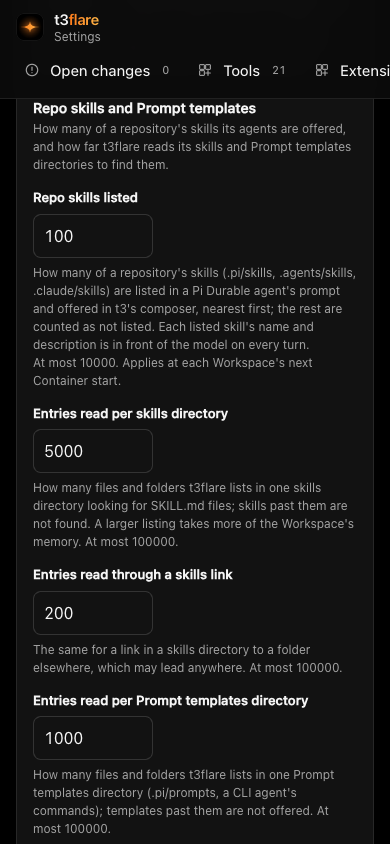 t3flare
Settings
Open changes 0 Tools 21 Extensi
Repo skills and Prompt templates
How many of a repository's skills its agents are offered,
and how far t3flare reads its skills and Prompt templates
directories to find them.
Repo skills listed
100
How many of a repository's skills (.pi/skills, .agents/skills,
.claude/skills) are listed in a Pi Durable agent's prompt
and offered in t3's composer, nearest first; the rest are
counted as not listed. Each listed skill's name and
description is in front of the model on every turn.
At most 10000. Applies at each Workspace's next
Container start.
Entries read per skills directory
5000
How many files and folders t3flare lists in one skills
directory looking for SKILL.md files; skills past them are
not found. A larger listing takes more of the Workspace's
memory. At most 100000.
Entries read through a skills link
200
The same for a link in a skills directory to a folder
elsewhere, which may lead anywhere. At most 100000.
Entries read per Prompt templates directory
1000
How many files and folders t3flare lists in one Prompt
templates directory (.pi/prompts, a CLI agent's
commands); templates past them are not offered. At
most 100000.